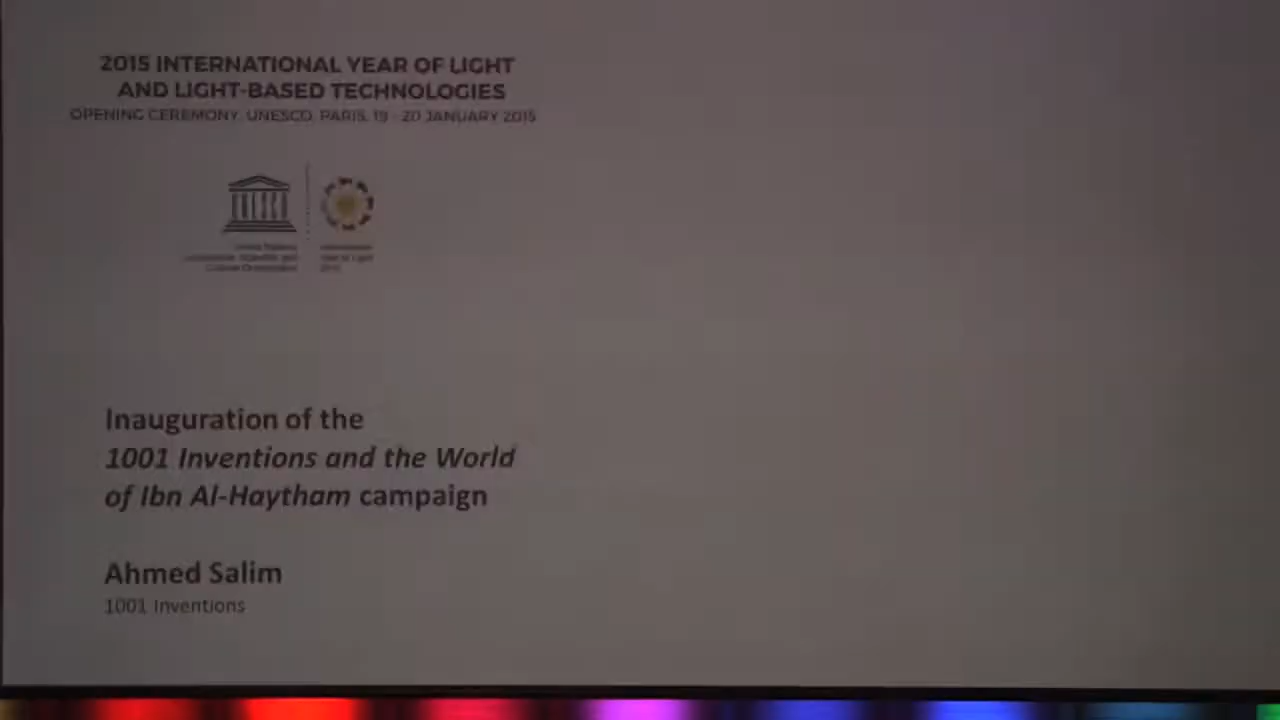 2015 INTERNATIONAL YEAR OF LIGHT
AND LIGHT-BASED TECHNOLOGIES
OPENING CEREMONY, UNESCO, PARIS, 19 - 20 JANUARY 2015
UNESCO
Inauguration of the
1001 Inventions and the World
of Ibn Al-Haytham campaign
Ahmed Salim
1001 Inventions